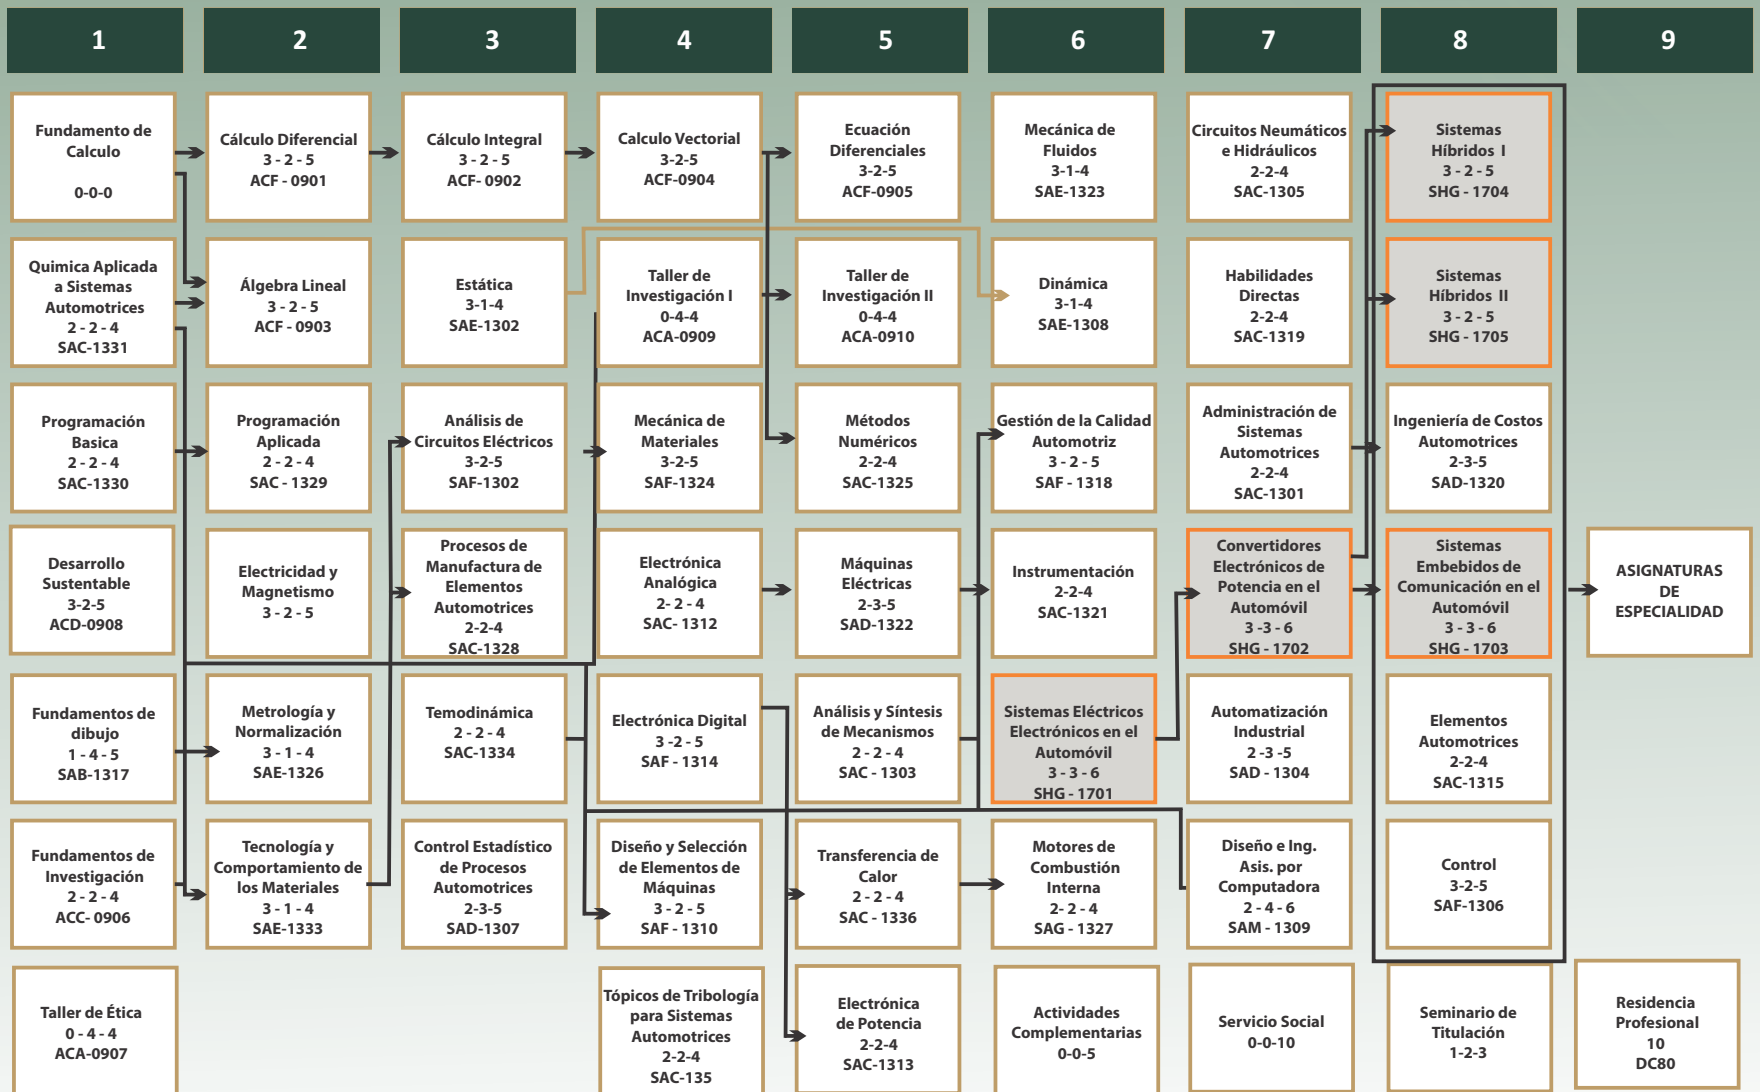 1
2
3
4
5
6
7
8
9
Fundamento de
Calculo
0-0-0
Cálculo Diferencial
3 - 2 - 5
ACF - 0901
Cálculo Integral
3 - 2 - 5
ACF- 0902
Calculo Vectorial
3-2-5
ACF-0904
Ecuación
Diferenciales
3-2-5
ACF-0905
Mecánica de
Fluidos
3-1-4
SAE-1323
Circuitos Neumáticos
e Hidráulicos
2-2-4
SAC-1305
Sistemas
Híbridos I
3 - 2 - 5
SHG - 1704
Quimica Aplicada
a Sistemas
Automotrices
2 - 2 - 4
SAC-1331
Álgebra Lineal
3 - 2 - 5
ACF - 0903
Estática
3-1-4
SAE-1302
Taller de
Investigación I
0-4-4
ACA-0909
Taller de
Investigación II
0-4-4
ACA-0910
Dinámica
3-1-4
SAE-1308
Habilidades
Directas
2-2-4
SAC-1319
Sistemas
Híbridos II
3 - 2 - 5
SHG - 1705
Programación
Basica
2 - 2 - 4
SAC-1330
Programación
Aplicada
2 - 2 - 4
SAC - 1329
Análisis de
Circuitos Eléctricos
3-2-5
SAF-1302
Mecánica de
Materiales
3-2-5
SAF-1324
Métodos
Numéricos
2-2-4
SAC-1325
Gestión de la Calidad
Automotriz
3 - 2 - 5
SAF - 1318
Administración de
Sistemas
Automotrices
2-2-4
SAC-1301
Ingeniería de Costos
Automotrices
2-3-5
SAD-1320
Desarrollo
Sustentable
3-2-5
ACD-0908
Electricidad y
Magnetismo
3 - 2 - 5
Procesos de
Manufactura de
Elementos
Automotrices
2-2-4
SAC-1328
Electrónica
Analógica
2- 2 - 4
SAC- 1312
Máquinas
Eléctricas
2-3-5
SAD-1322
Instrumentación
2-2-4
SAC-1321
Convertidores
Electrónicos de
Potencia en el
Automóvil
3 -3 - 6
SHG - 1702
Sistemas
Embebidos de
Comunicación en el
Automóvil
3 - 3 - 6
SHG - 1703
ASIGNATURAS
DE
ESPECIALIDAD
Fundamentos de
dibujo
1 - 4 - 5
SAB-1317
Metrología y
Normalización
3 - 1 - 4
SAE-1326
Temodinámica
2 - 2 - 4
SAC-1334
Electrónica Digital
3 -2 - 5
SAF - 1314
Análisis y Síntesis
de Mecanismos
2 - 2 - 4
SAC - 1303
Sistemas Eléctricos
Electrónicos en el
Automóvil
3 - 3 - 6
SHG - 1701
Automatización
Industrial
2 -3 -5
SAD - 1304
Elementos
Automotrices
2-2-4
SAC-1315
Fundamentos de
Investigación
2 - 2 - 4
ACC- 0906
Tecnología y
Comportamiento de
los Materiales
3 - 1 - 4
SAE-1333
Control Estadístico
de Procesos
Automotrices
2-3-5
SAD-1307
Diseño y Selección
de Elementos de
Máquinas
3 - 2 - 5
SAF - 1310
Transferencia de
Calor
2 - 2 - 4
SAC - 1336
Motores de
Combustión
Interna
2- 2 - 4
SAG - 1327
Diseño e Ing.
Asis. por
Computadora
2 - 4 - 6
SAM - 1309
Control
3-2-5
SAF-1306
Taller de Ética
0 - 4 - 4
ACA-0907
Tópicos de Tribología
para Sistemas
Automotrices
2-2-4
SAC-135
Electrónica
de Potencia
2-2-4
SAC-1313
Actividades
Complementarias
0-0-5
Servicio Social
0-0-10
Seminario de
Titulación
1-2-3
Residencia
Profesional
10
DC80